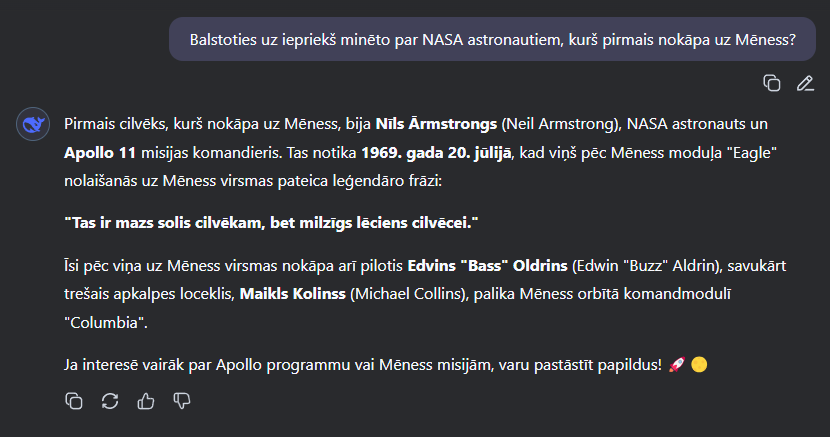 Balstoties uz iepriekš minēto par NASA astronautiem, kurš pirmais nokāpa uz Mēness?
Pirmais cilvēks, kurš nokāpa uz Mēness, bija Nīls Ārmstrongs (Neil Armstrong), NASA astronauts un
Apollo 11 misijas komandieris. Tas notika 1969. gada 20. jūlijā, kad viņš pēc Mēness moduļa "Eagle"
nolaišanās uz Mēness virsmas pateica leģendāro frāzi:
"Tas ir mazs solis cilvēkam, bet milzīgs lēciens cilvēcei."
Īsi pēc viņa uz Mēness virsmas nokāpa arī pilotis Edvins "Bass" Oldrins (Edwin "Buzz" Aldrin), savukārt
trešais apkalpes loceklis, Maikls Kolinss (Michael Collins), palika Mēness orbītā komandmodulī
"Columbia".
Ja interesē vairāk par Apollo programmu vai Mēness misijām, varu pastāstīt papildus! 🚀 🌕